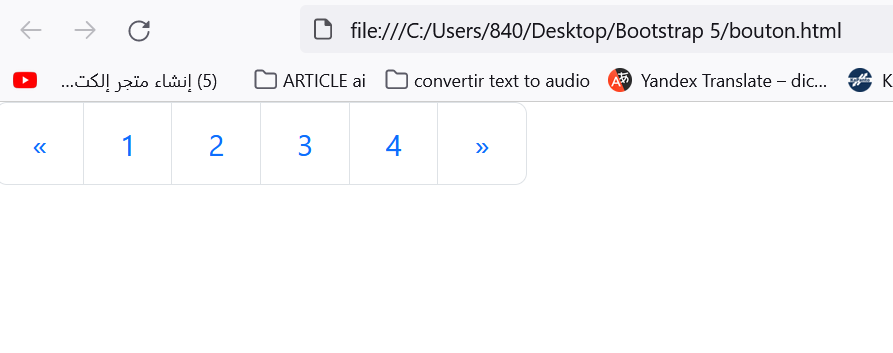 file:///C:/Users/840/Desktop/Bootstrap 5/bouton.html
(5) إنشاء متجر إلكت... ARTICLE ai convertir text to audio Yandex Translate – dic... K
« 1 2 3 4 »